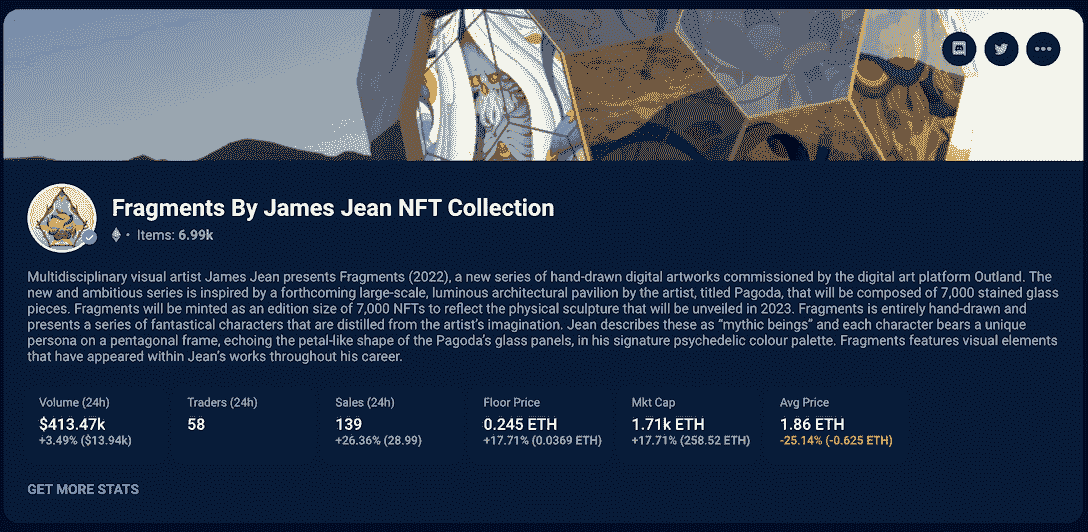 Fragments By James Jean NFT Collection
• Items: 6.99k
Multidisciplinary visual artist James Jean presents Fragments (2022), a new series of hand-drawn digital artworks commissioned by the digital art platform Outland. The
new and ambitious series is inspired by a forthcoming large-scale, luminous architectural pavilion by the artist, titled Pagoda, that will be composed of 7,000 stained glass
pieces. Fragments will be minted as an edition size of 7,000 NFTs to reflect the physical sculpture that will be unveiled in 2023. Fragments is entirely hand-drawn and
presents a series of fantastical characters that are distilled from the artist's imagination. Jean describes these as “mythic beings” and each character bears a unique
persona on a pentagonal frame, echoing the petal-like shape of the Pagoda's glass panels, in his signature psychedelic colour palette. Fragments features visual elements
that have appeared within Jean's works throughout his career.
Volume (24h) Traders (24h) Sales (24h) Floor Price Mkt Cap Avg Price
$413.47k 58 139 0.245 ETH 1.71k ETH 1.86 ETH
+3.49% ($13.94k) +26.36% (28.99) +17.71% (0.0369 ETH) +17.71% (258.52 ETH) -25.14% (-0.625 ETH)
GET MORE STATS